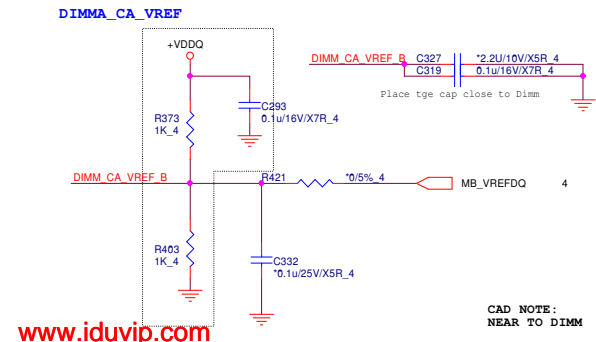 DIMMA_CA_VREF
+VDDQ
C293
0.1u/16V/X7R_4
R373
1K_4
DIMM_CA_VREF_B
R421
*0/5%_4
MB_VREFDQ
4
R403
1K_4
C332
*0.1u/25V/X5R_4
DIMM_CA_VREF_B
C327
*2.2U/10V/X5R_4
C319
0.1u/16V/X7R_4
Place tge cap close to Dimm
CAD NOTE:
NEAR TO DIMM
www.iduvip.com